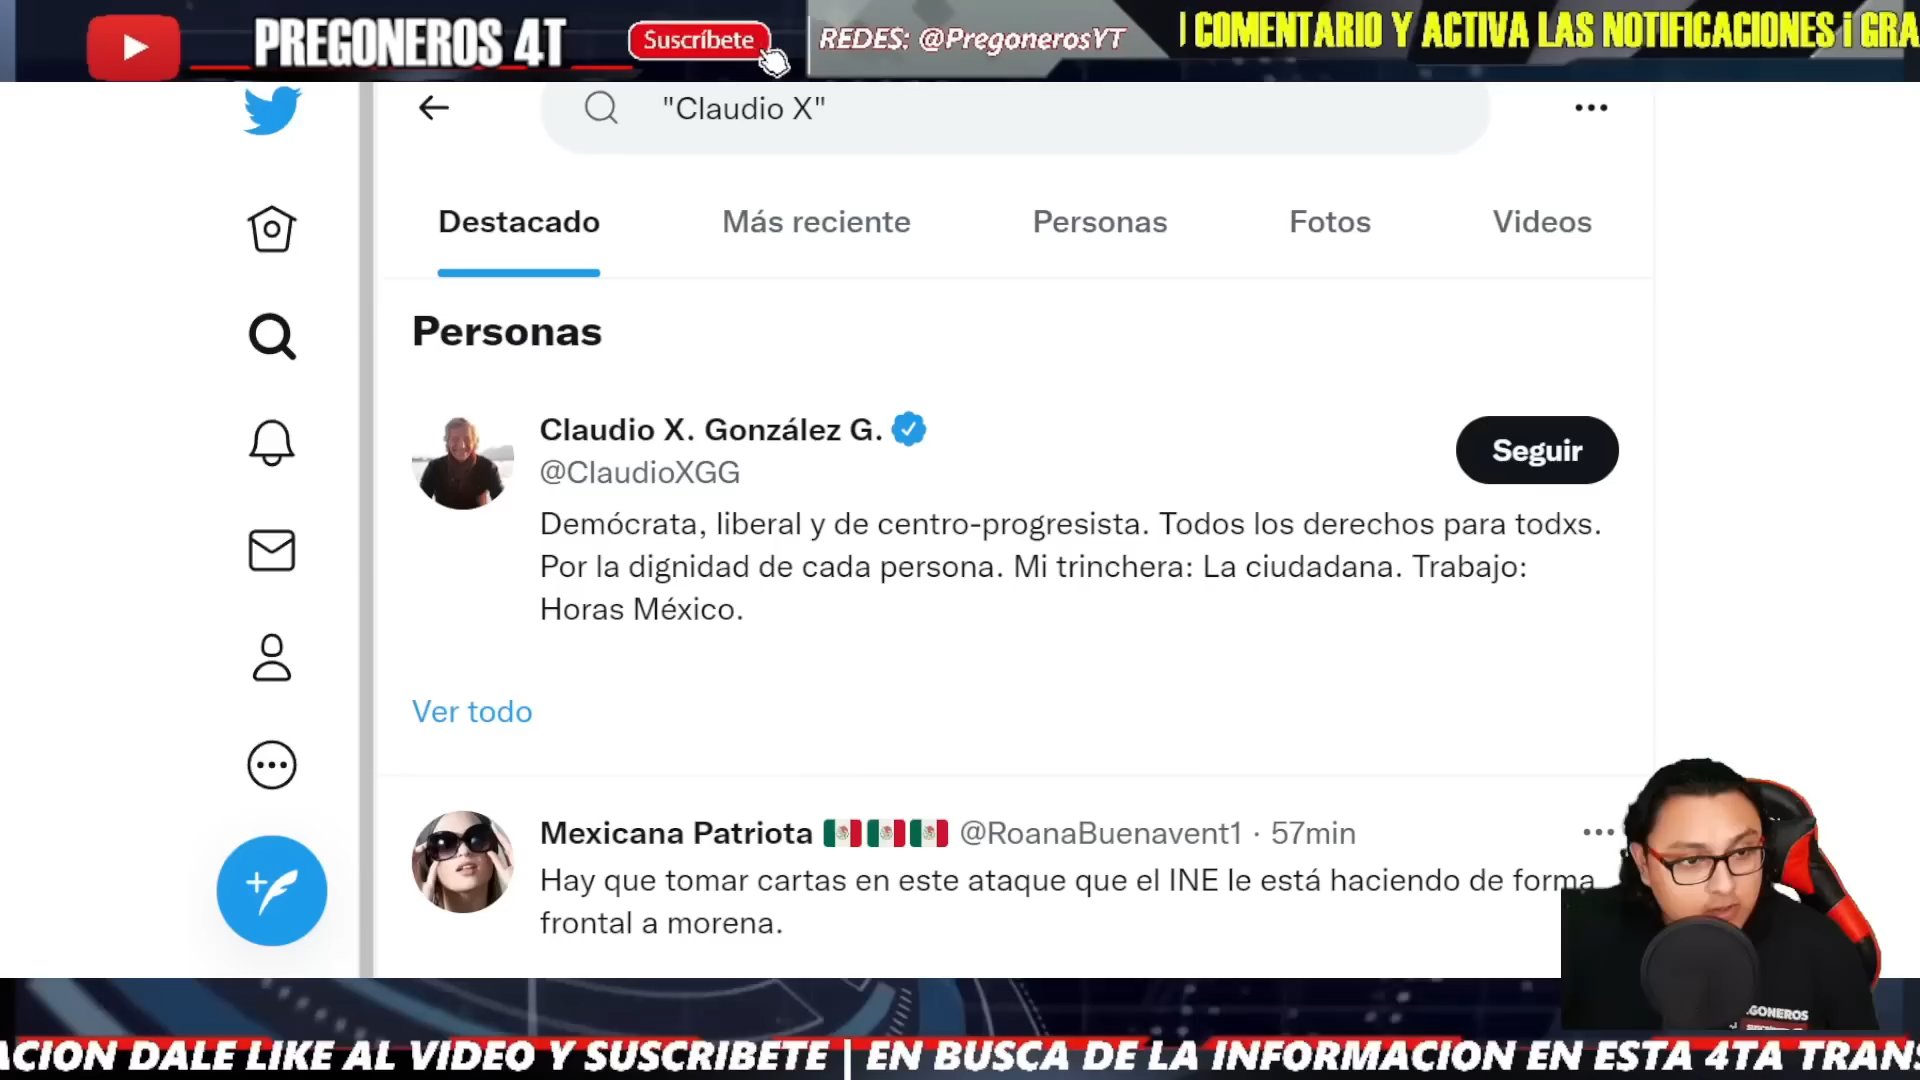 PREGONEROS 4T
Suscríbete
REDES: @PregonerosYT
COMENTARIO Y ACTIVA LAS NOTIFICACIONES ¡ GRA
"Claudio X"
Destacado
Más reciente
Personas
Fotos
Videos
Personas
Claudio X. González G.
@ClaudioXGG
Seguir
Demócrata, liberal y de centro-progresista. Todos los derechos para todxs.
Por la dignidad de cada persona. Mi trinchera: La ciudadana. Trabajo:
Horas México.
Ver todo
Mexicana Patriota 🇲🇽🇲🇽🇲🇽 @RoanaBuenavent1 · 57min
Hay que tomar cartas en este ataque que el INE le está haciendo de forma
frontal a morena.
GONEROS
ACION DALE LIKE AL VIDEO Y SUSCRIBETE | EN BUSCA DE LA INFORMACION EN ESTA 4TA TRANS